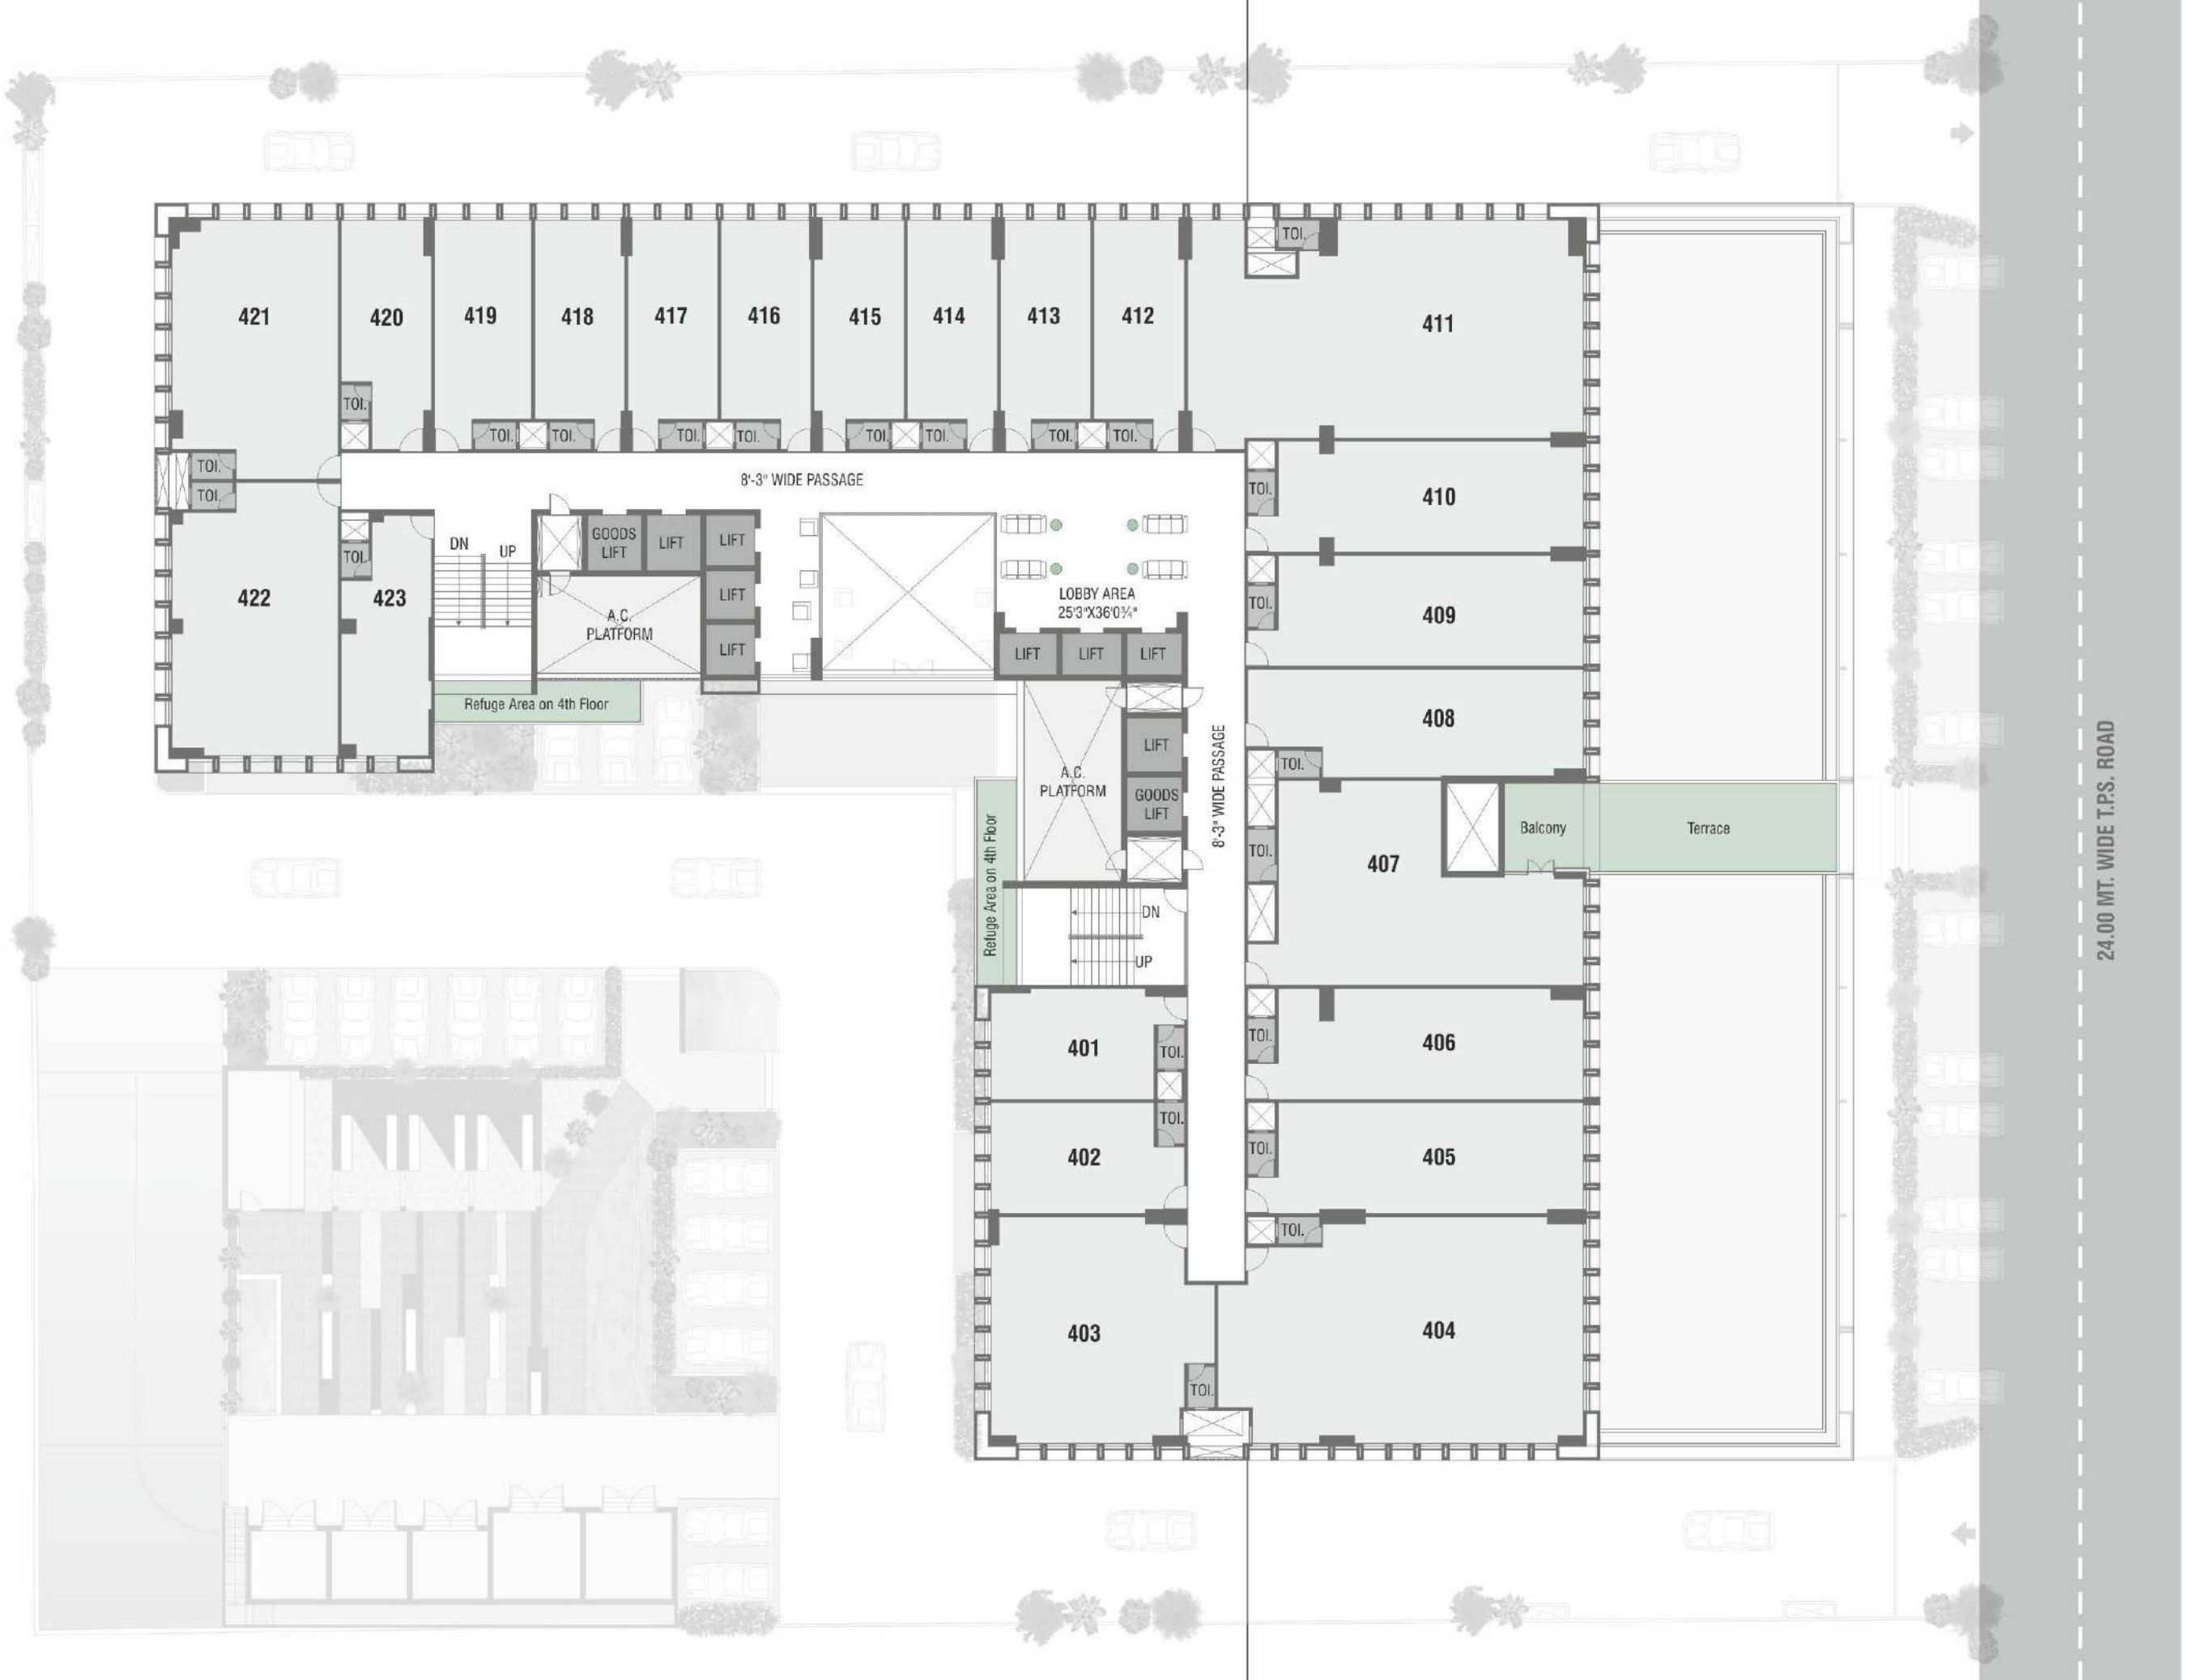 TOI.
421
420
419
418
417
416
415
414
413
412
411
TOI.
TOI.
TOI.
TOI.
TOI.
TOI.
TOI.
TOI.
TOI.
TOI.
TOI.
8'-3" WIDE PASSAGE
TOI.
410
DN
UP
GOODS
LIFT
LIFT
LIFT
TOI.
423
422
LIFT
LIFT
A.C.
PLATFORM
LOBBY AREA
25'3"X36'0¾"
LIFT
LIFT
LIFT
TOI.
409
Refuge Area on 4th Floor
408
TOI.
A.C.
PLATFORM
LIFT
GOODS
LIFT
8'-3" WIDE PASSAGE
Refuge Area on 4th Floor
TOI.
407
Balcony
Terrace
24.00 MT. WIDE T.P.S. ROAD
DN
UP
401
TOI.
TOI.
406
402
TOI.
TOI.
405
TOI.
403
404
TOI.